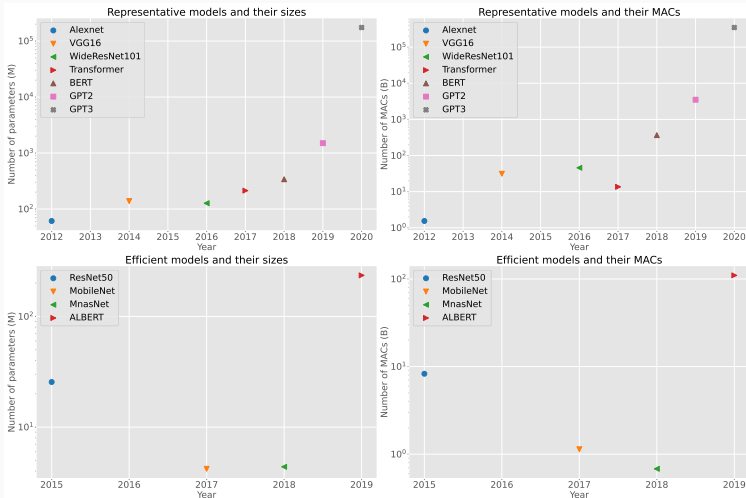 Representative models and their sizes
Number of parameters (M)
10^5
10^4
10^3
10^2
Alexnet
VGG16
WideResNet101
Transformer
BERT
GPT2
GPT3
2012 2013 2014 2015 2016 2017 2018 2019 2020
Year
Representative models and their MACs
Number of MACs (B)
10^5
10^4
10^3
10^2
10^1
10^0
Alexnet
VGG16
WideResNet101
Transformer
BERT
GPT2
GPT3
2012 2013 2014 2015 2016 2017 2018 2019 2020
Year
Efficient models and their sizes
Number of parameters (M)
10^2
10^1
ResNet50
MobileNet
MnasNet
ALBERT
2015 2016 2017 2018 2019
Year
Efficient models and their MACs
Number of MACs (B)
10^2
10^1
10^0
ResNet50
MobileNet
MnasNet
ALBERT
2015 2016 2017 2018 2019
Year